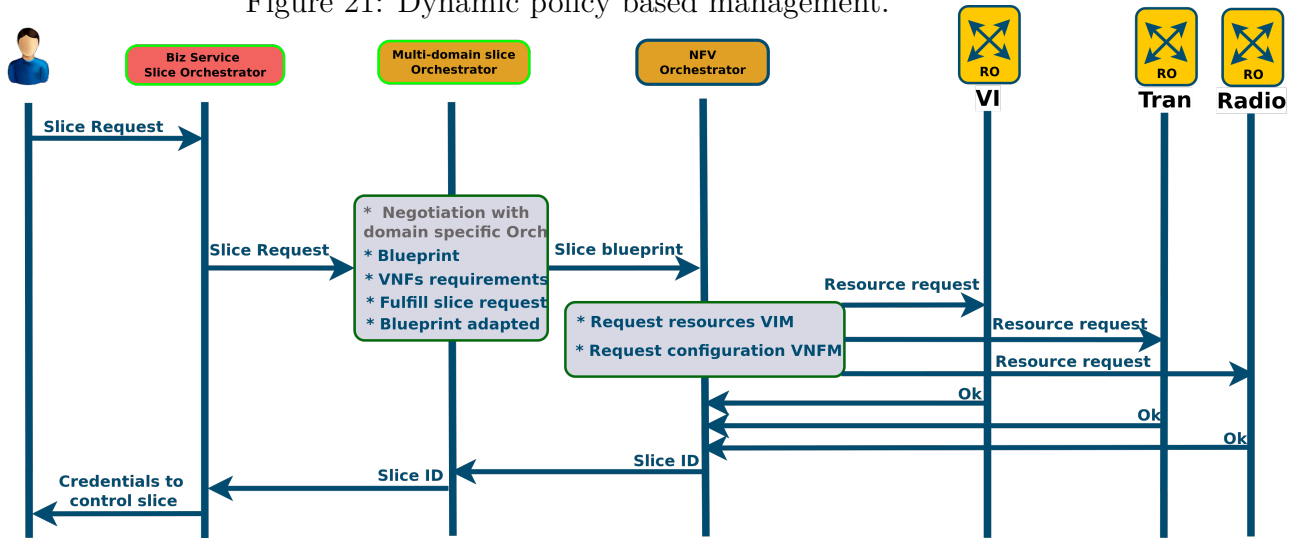 Figure 21: Dynamic policy based management.
Biz Service
Slice Orchestrator
Multi-domain slice
Orchestrator
NFV
Orchestrator
RO
VI
RO
Tran
RO
Radio
Slice Request
Slice Request
* Negotiation with
domain specific Orch
* Blueprint
* VNFs requirements
* Fulfill slice request
* Blueprint adapted
Slice blueprint
* Request resources VIM
* Request configuration VNFM
Resource request
Resource request
Resource request
Ok
Ok
Ok
Slice ID
Slice ID
Credentials to
control slice